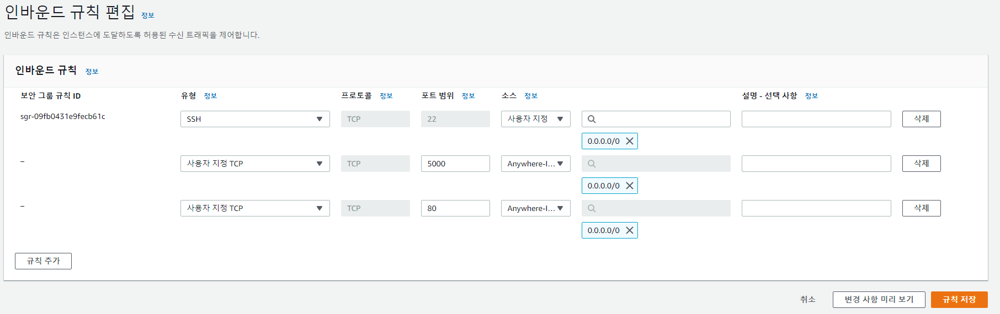 인바운드 규칙 편집 정보
인바운드 규칙은 인스턴스에 도달하도록 허용된 수신 트래픽을 제어합니다.
인바운드 규칙 정보
보안 그룹 규칙 ID 유형 정보 프로토콜 정보 포트 범위 정보 소스 정보 설명 - 선택 사항 정보
sgr-09fb0431e9fecb61c SSH TCP 22 사용자 지정 삭제
0.0.0.0/0
– 사용자 지정 TCP TCP 5000 Anywhere-I... 삭제
0.0.0.0/0
– 사용자 지정 TCP TCP 80 Anywhere-I... 삭제
0.0.0.0/0
규칙 추가
취소 변경 사항 미리 보기 규칙 저장